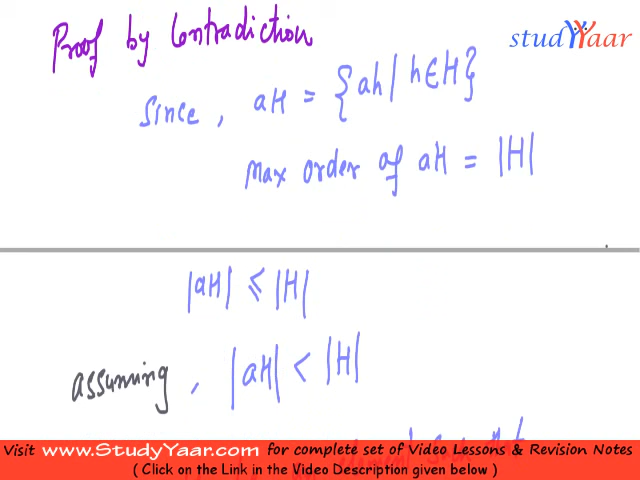 Proof by Contradiction
studYYaar
Since, aH = {ah | h∈H}
Max order of aH = |H|
|aH| ≤ |H|
assuming, |aH| < |H|
Visit www.StudyYaar.com for complete set of Video Lessons & Revision Notes
( Click on the Link in the Video Description given below )